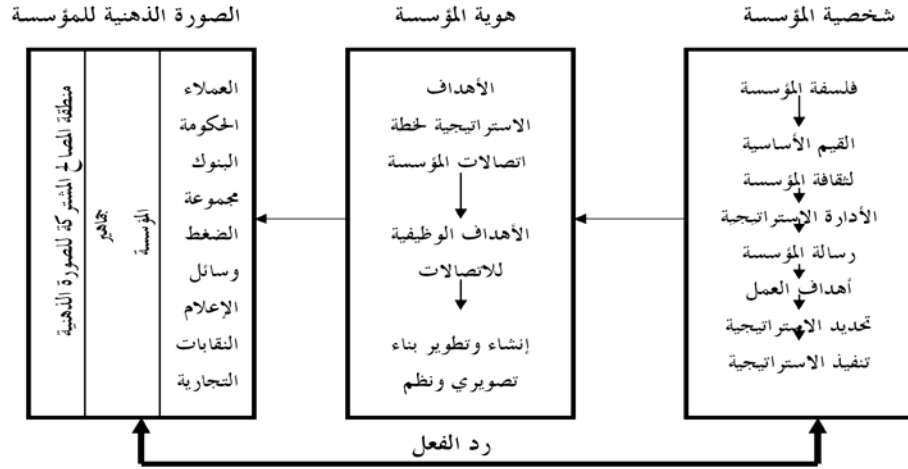 شخصية المؤسسة
فلسفة المؤسسة
القيم الأساسية
لثقافة المؤسسة
الأدارة الاستراتيجية
رسالة المؤسسة
أهداف العمل
تحديد الاستراتيجية
تنفيذ الاستراتيجية
هوية المؤسسة
الأهداف
الاستراتيجية لخطة
اتصالات المؤسسة
الأهداف الوظيفية
للاتصالات
إنشاء وتطوير بناء
تصويري ونظم
الصورة الذهنية للمؤسسة
العملاء
الحكومة
البنوك
مجموعة
الضغط
وسائل
الإعلام
النقابات
التجارية
جماهير
المؤسسة
منطقة المصالح المشتركة للصورة الذهنية
رد الفعل